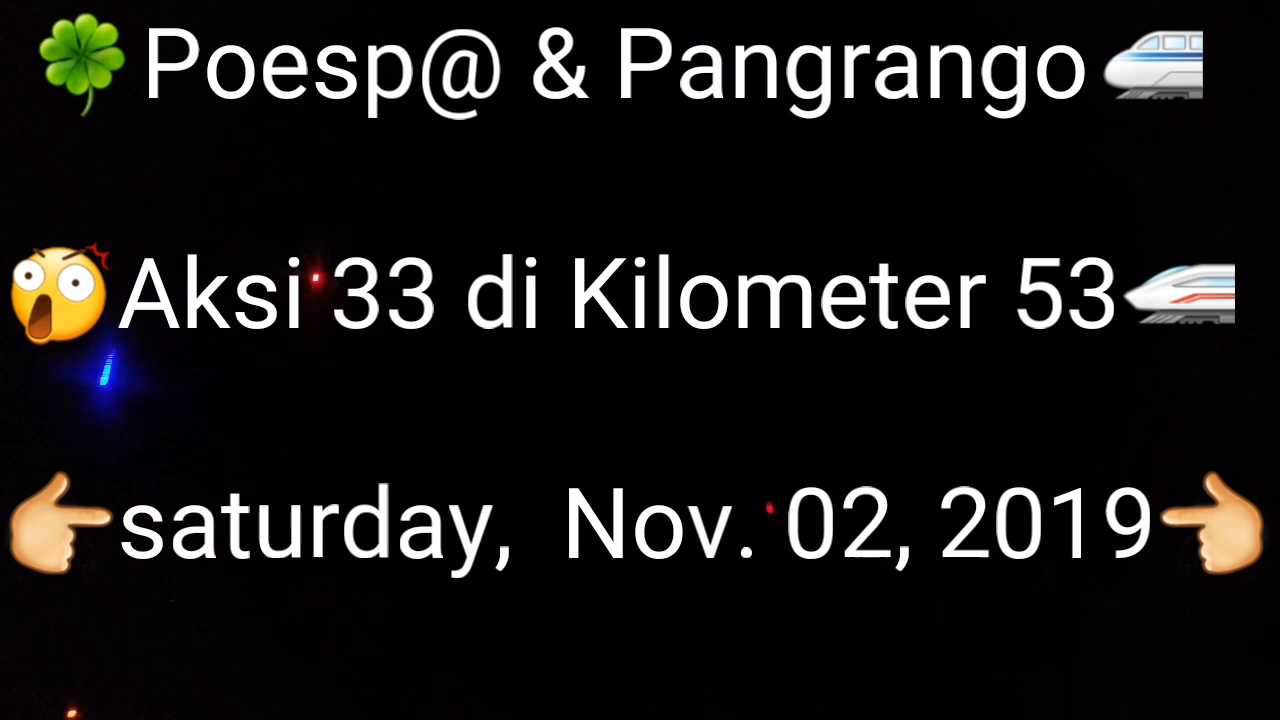 🍀Poesp@ & Pangrango🚅
😲Aksi 33 di Kilometer 53🚄
👉saturday,  Nov. 02, 2019👈